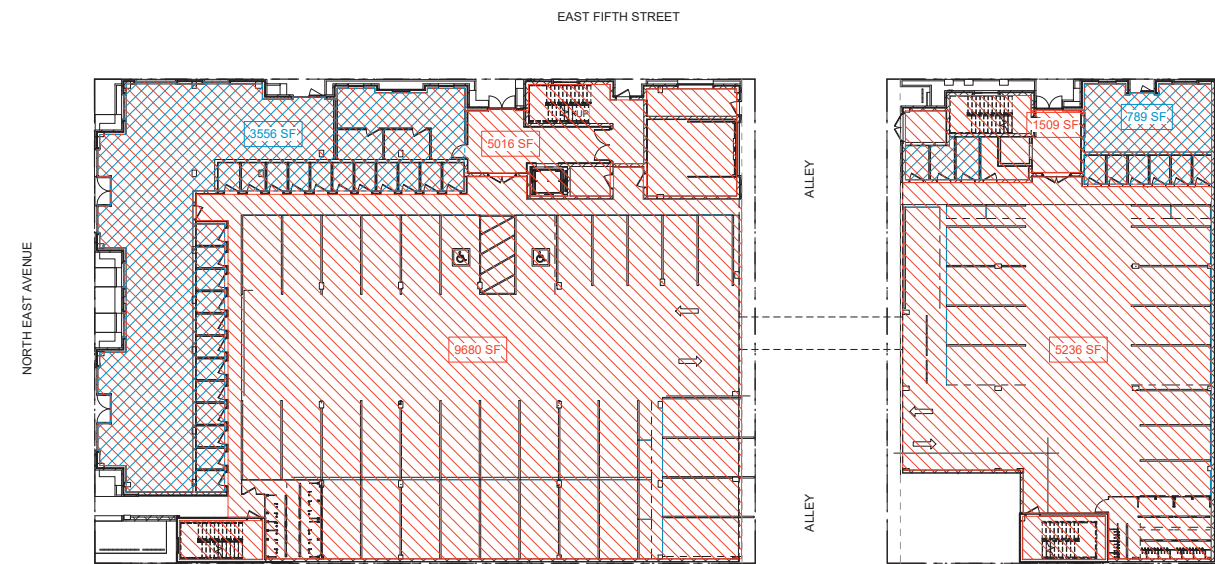 EAST FIFTH STREET
3556 SF
5016 SF
1509 SF
789 SF
ALLEY
NORTH EAST AVENUE
9680 SF
5236 SF
ALLEY